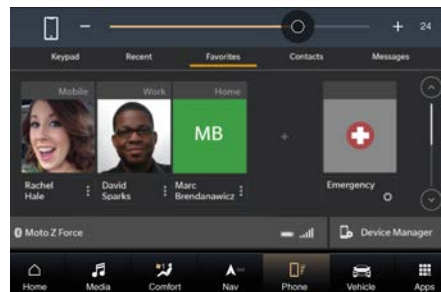 − + 24
Keypad Recent Favorites Contacts Messages
Mobile Work Home
MB
+
Rachel
Hale
David
Sparks
Marc
Brendanawicz
Emergency
Moto Z Force Device Manager
Home Media Comfort Nav Phone Vehicle Apps